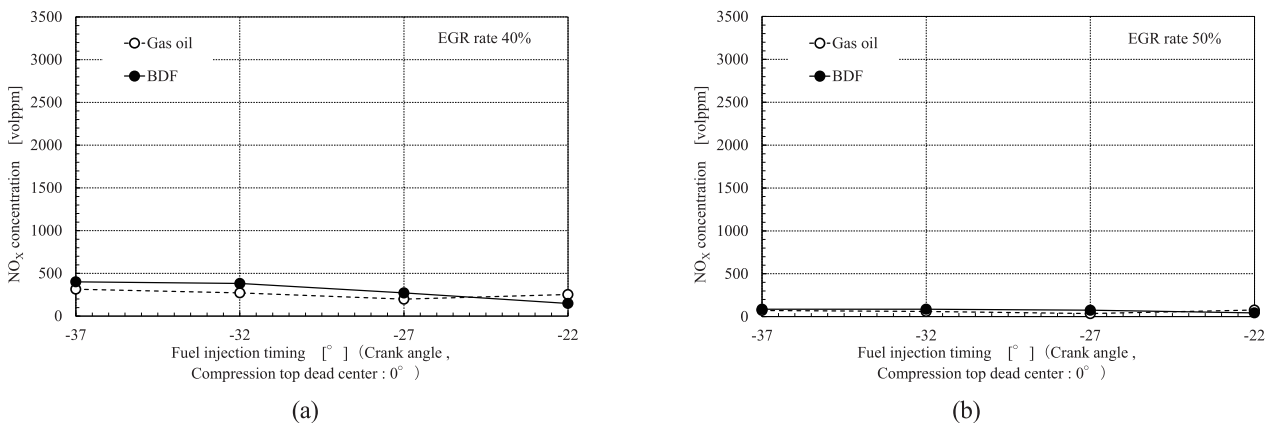 3500
3000
2500
2000
1500
1000
500
0
NOX concentration [volppm]
Gas oil
BDF
EGR rate 40%
-37 -32 -27 -22
Fuel injection timing [° ] (Crank angle ,
Compression top dead center : 0° )
(a)
3500
3000
2500
2000
1500
1000
500
0
NOX concentration [volppm]
Gas oil
BDF
EGR rate 50%
-37 -32 -27 -22
Fuel injection timing [° ] (Crank angle ,
Compression top dead center : 0° )
(b)